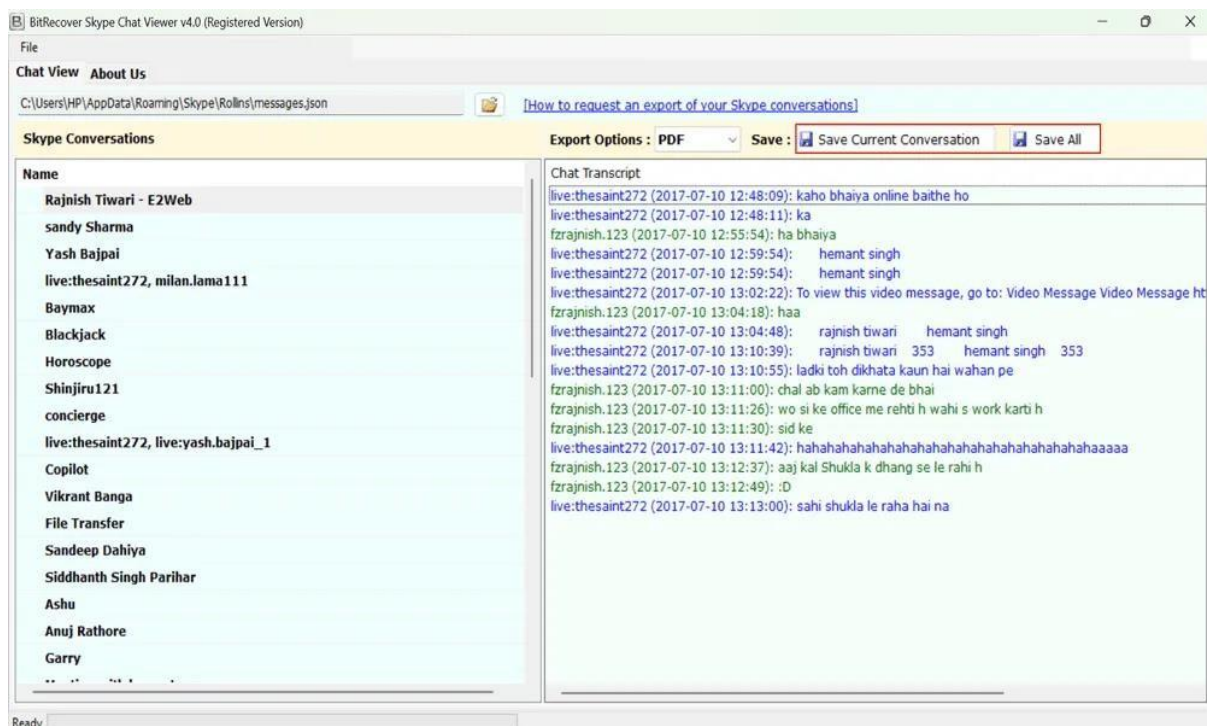 BitRecover Skype Chat Viewer v4.0 (Registered Version)
File
Chat View About Us
C:\Users\HP\AppData\Roaming\Skype\Rollins\messages.json [How to request an export of your Skype conversations]
Skype Conversations Export Options : PDF Save : Save Current Conversation Save All
Name
Rajnish Tiwari - E2Web
sandy Sharma
Yash Bajpai
live:thesaint272, milan.lama111
Baymax
Blackjack
Horoscope
Shinjiru121
concierge
live:thesaint272, live:yash.bajpai_1
Copilot
Vikrant Banga
File Transfer
Sandeep Dahiya
Siddhanth Singh Parihar
Ashu
Anuj Rathore
Garry
Chat Transcript
live:thesaint272 (2017-07-10 12:48:09): kaho bhaiya online baithe ho
live:thesaint272 (2017-07-10 12:48:11): ka
fzrajnish.123 (2017-07-10 12:55:54): ha bhaiya
live:thesaint272 (2017-07-10 12:59:54): hemant singh
live:thesaint272 (2017-07-10 12:59:54): hemant singh
live:thesaint272 (2017-07-10 13:02:22): To view this video message, go to: Video Message Video Message ht
fzrajnish.123 (2017-07-10 13:04:18): haa
live:thesaint272 (2017-07-10 13:04:48): rajnish tiwari hemant singh
live:thesaint272 (2017-07-10 13:10:39): rajnish tiwari 353 hemant singh 353
live:thesaint272 (2017-07-10 13:10:55): ladki toh dikhata kaun hai wahan pe
fzrajnish.123 (2017-07-10 13:11:00): chal ab kam karne de bhai
fzrajnish.123 (2017-07-10 13:11:26): wo si ke office me rehti h wahi s work karti h
fzrajnish.123 (2017-07-10 13:11:30): sid ke
live:thesaint272 (2017-07-10 13:11:42): hahahahahahahahahahahahahahahahahahahahaaaaa
fzrajnish.123 (2017-07-10 13:12:37): aaj kal Shukla k dhang se le rahi h
fzrajnish.123 (2017-07-10 13:12:49): :D
live:thesaint272 (2017-07-10 13:13:00): sahi shukla le raha hai na
Ready